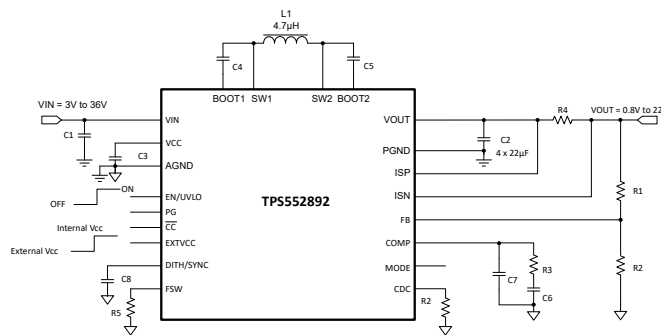 L1
4.7µH
C4
C5
BOOT1 SW1 SW2 BOOT2
VIN = 3V to 36V
VIN
C1
VCC
C3
AGND
ON
OFF
EN/UVLO
PG
Internal Vcc
CC
EXTVCC
External Vcc
DITH/SYNC
C8
FSW
R5
TPS552892
VOUT
R4
VOUT = 0.8V to 22
C2
4 x 22µF
PGND
ISP
ISN
R1
FB
COMP
R3
R2
C7
MODE
C6
CDC
R2